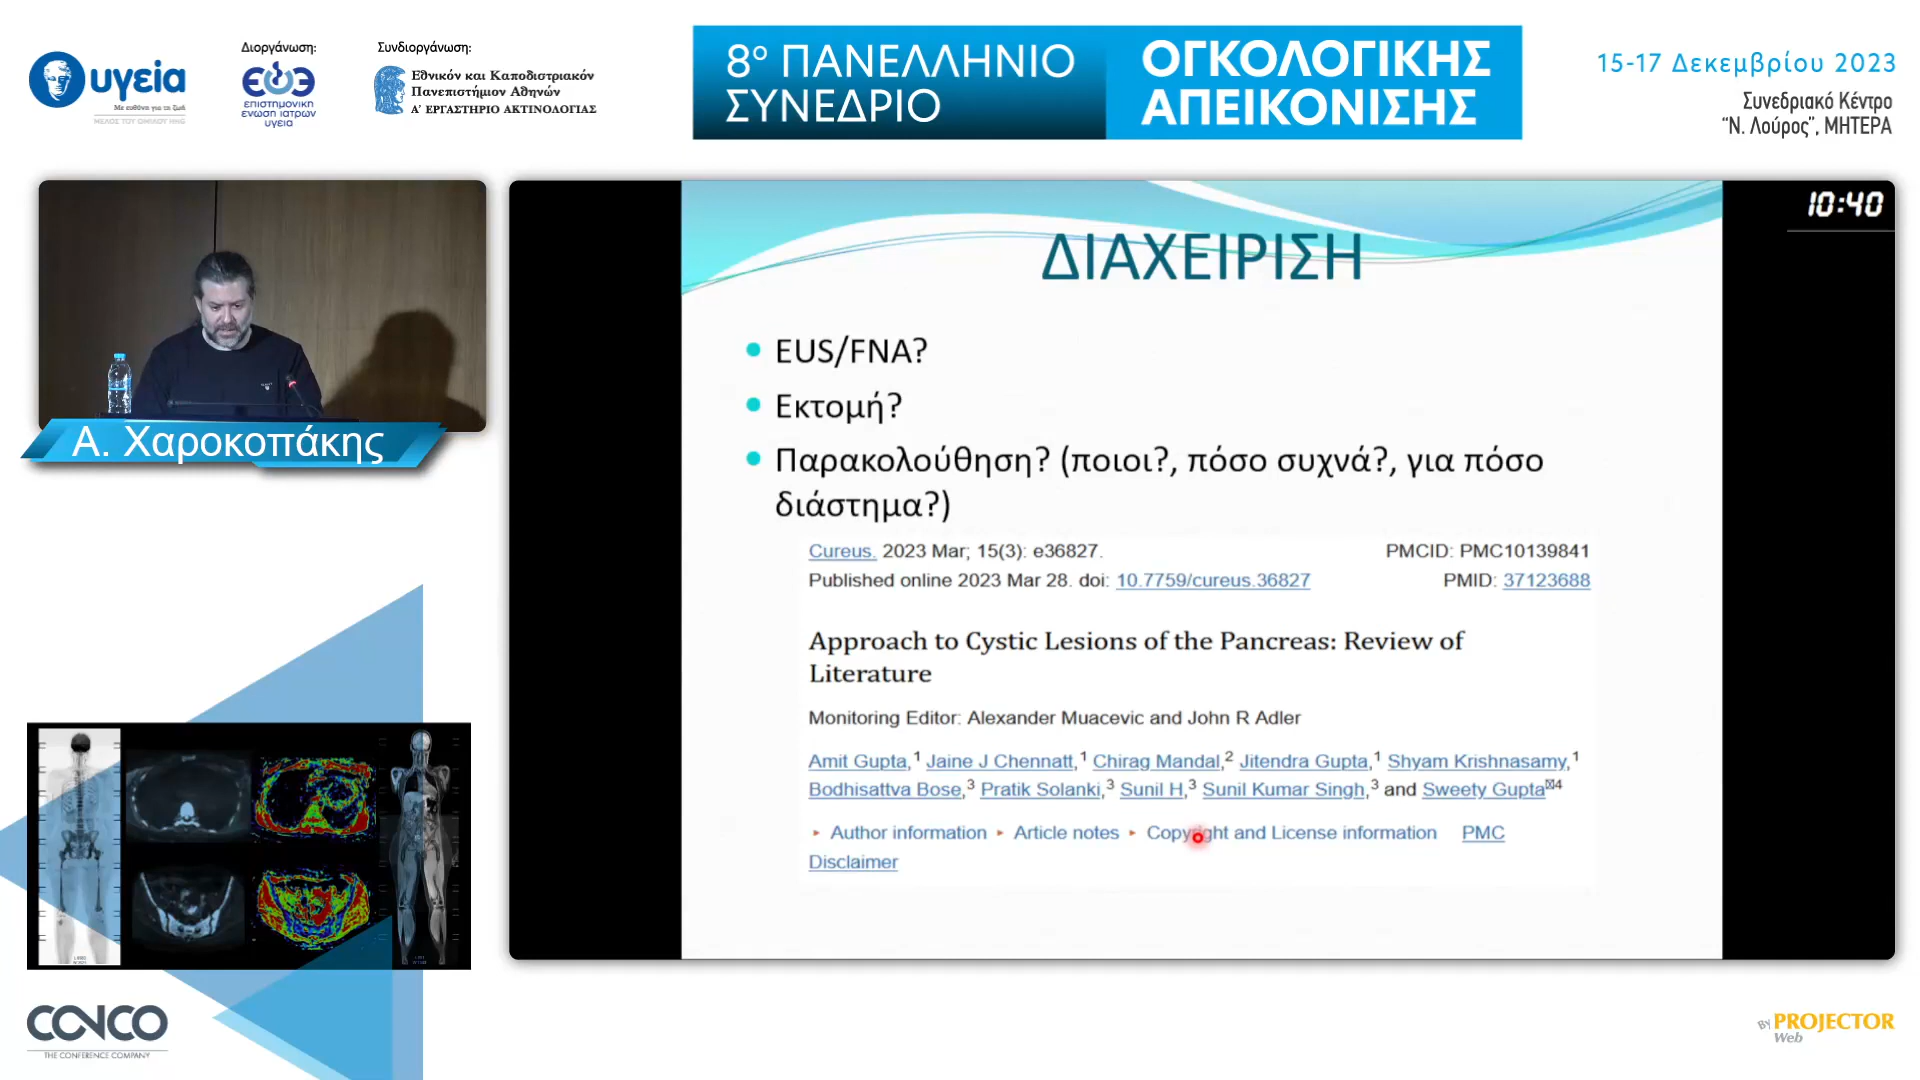 υγεία
Με ευθύνη για τη ζωή
ΜΕΛΟΣ ΤΟΥ ΟΜΙΛΟΥ HHG
Διοργάνωση:
επιστημονική
ενωση ιατρων
υγεία
Συνδιοργάνωση:
Εθνικόν και Καποδιστριακόν
Πανεπιστήμιον Αθηνών
Α' ΕΡΓΑΣΤΗΡΙΟ ΑΚΤΙΝΟΛΟΓΙΑΣ
8ο ΠΑΝΕΛΛΗΝΙΟ
ΣΥΝΕΔΡΙΟ
ΟΓΚΟΛΟΓΙΚΗΣ
ΑΠΕΙΚΟΝΙΣΗΣ
15-17 Δεκεμβρίου 2023
Συνεδριακό Κέντρο
“Ν. Λούρος”, ΜΗΤΕΡΑ
10:40
Α. Χαροκοπάκης
ΔΙΑΧΕΙΡΙΣΗ
EUS/FNA?
Εκτομή?
Παρακολούθηση? (ποιοι?, πόσο συχνά?, για πόσο
διάστημα?)
Cureus. 2023 Mar; 15(3): e36827.
PMCID: PMC10139841
Published online 2023 Mar 28. doi: 10.7759/cureus.36827
PMID: 37123688
Approach to Cystic Lesions of the Pancreas: Review of
Literature
Monitoring Editor: Alexander Muacevic and John R Adler
Amit Gupta,1 Jaine J Chennatt,1 Chirag Mandal,2 Jitendra Gupta,1 Shyam Krishnasamy,1
Bodhisattva Bose,3 Pratik Solanki,3 Sunil H,3 Sunil Kumar Singh,3 and Sweety Gupta✉4
▸ Author information ▸ Article notes ▸ Copyright and License information PMC
Disclaimer
CONCO
THE CONFERENCE COMPANY
By PROJECTOR
Web